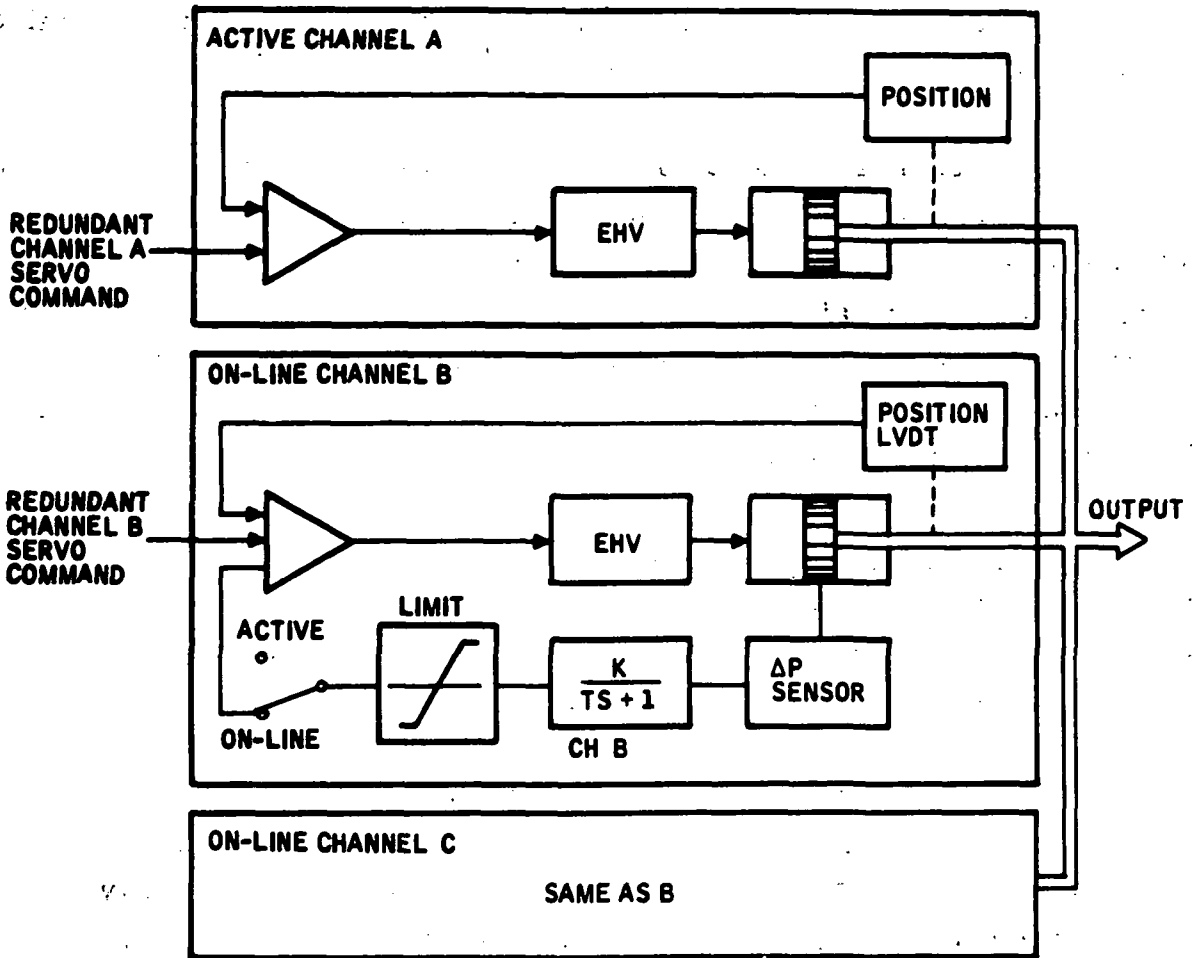 ACTIVE CHANNEL A
POSITION
REDUNDANT
CHANNEL A
SERVO
COMMAND
EHV
ON-LINE CHANNEL B
POSITION
LVDT
REDUNDANT
CHANNEL B
SERVO
COMMAND
EHV
OUTPUT
LIMIT
ACTIVE
K
TS + 1
ΔP
SENSOR
ON-LINE
CH B
ON-LINE CHANNEL C
SAME AS B